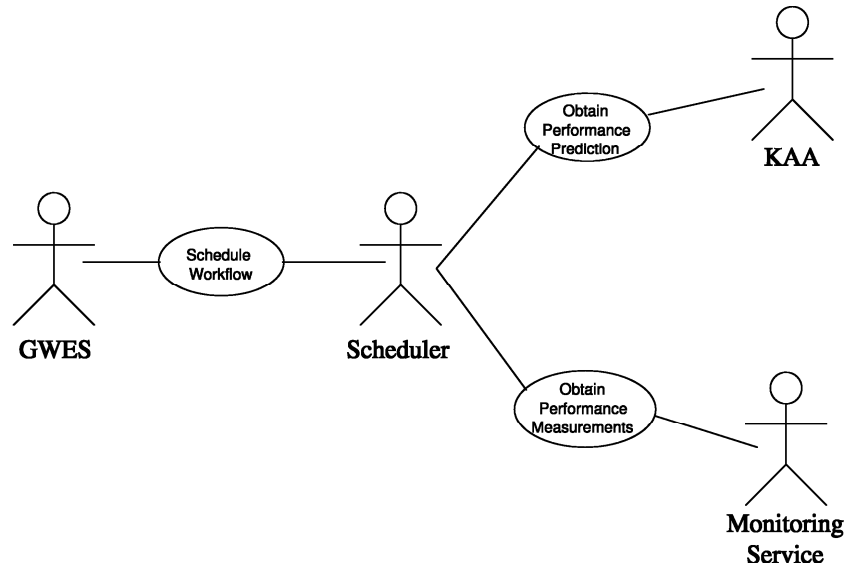 Obtain
Performance
Prediction
KAA
Schedule
Workflow
GWES
Scheduler
Obtain
Performance
Measurements
Monitoring
Service